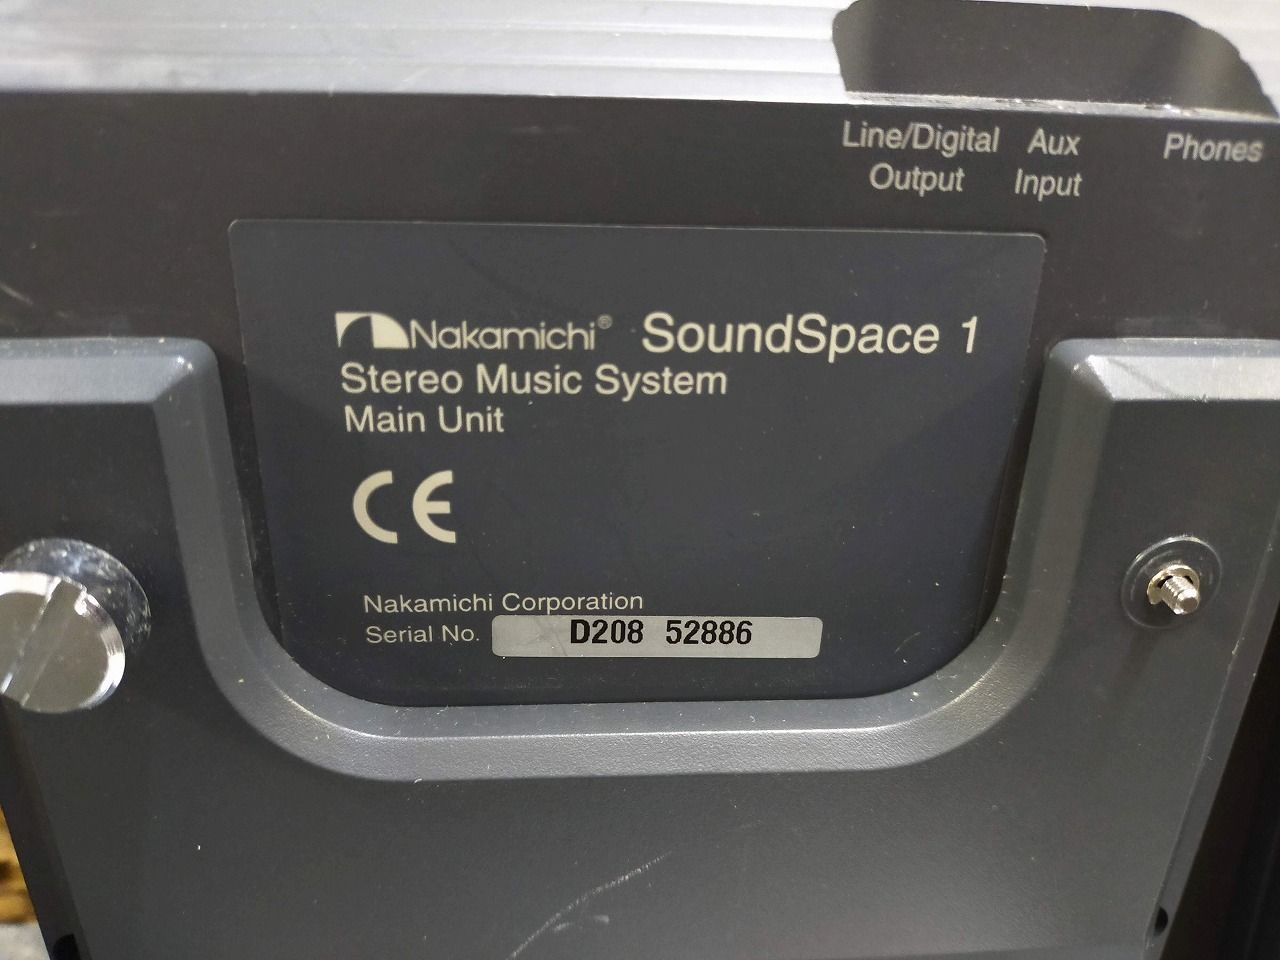 Line/Digital Output
Aux Input
Phones
Nakamichi® SoundSpace 1
Stereo Music System
Main Unit
CE
Nakamichi Corporation
Serial No. D208 52886